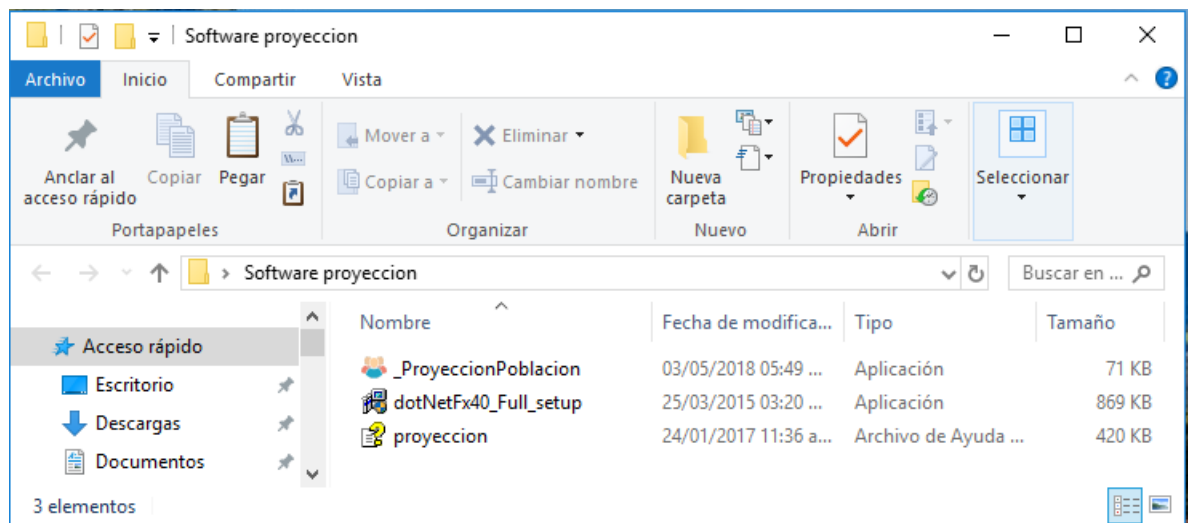 Software proyeccion
Archivo Inicio Compartir Vista
Anclar al acceso rápido
Copiar
Pegar
Portapapeles
Mover a
Copiar a
Eliminar
Cambiar nombre
Organizar
Nueva carpeta
Nuevo
Propiedades
Abrir
Seleccionar
Software proyeccion
Buscar en ...
Nombre Fecha de modifica... Tipo Tamaño
Acceso rápido
Escritorio
Descargas
Documentos
_ProyeccionPoblacion 03/05/2018 05:49 ... Aplicación 71 KB
dotNetFx40_Full_setup 25/03/2015 03:20 ... Aplicación 869 KB
proyeccion 24/01/2017 11:36 a... Archivo de Ayuda ... 420 KB
3 elementos